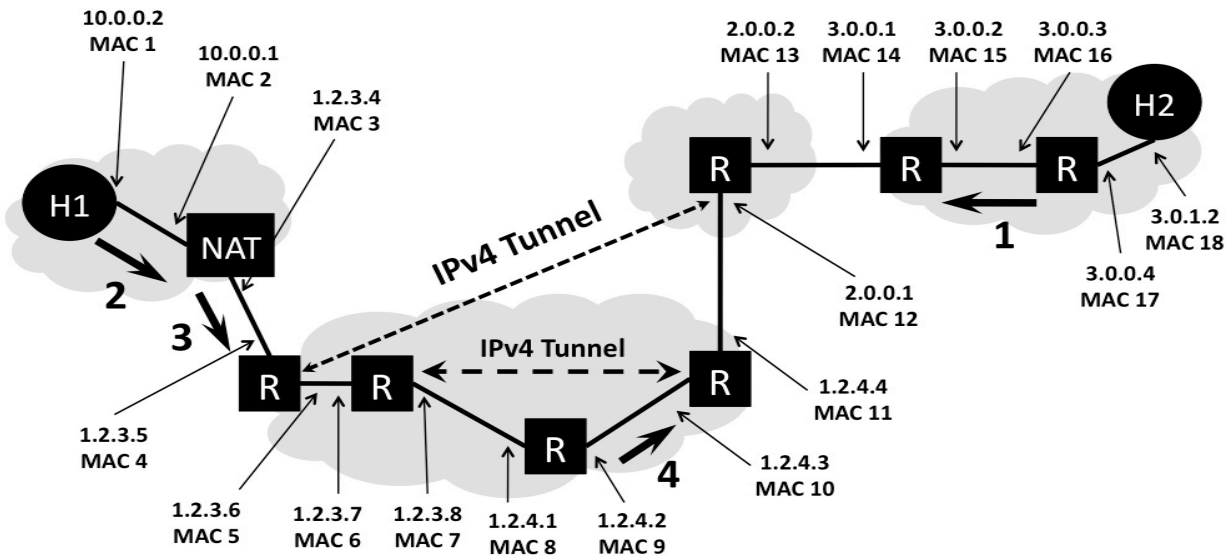 10.0.0.2
MAC 1
10.0.0.1
MAC 2
1.2.3.4
MAC 3
2.0.0.2
MAC 13
3.0.0.1
MAC 14
3.0.0.2
MAC 15
3.0.0.3
MAC 16
H2
R
R
R
H1
NAT
IPv4 Tunnel
1
3.0.1.2
MAC 18
3.0.0.4
MAC 17
2
3
2.0.0.1
MAC 12
IPv4 Tunnel
R
R
R
R
1.2.4.4
MAC 11
4
1.2.3.5
MAC 4
1.2.4.3
MAC 10
1.2.3.6
MAC 5
1.2.3.7
MAC 6
1.2.3.8
MAC 7
1.2.4.1
MAC 8
1.2.4.2
MAC 9